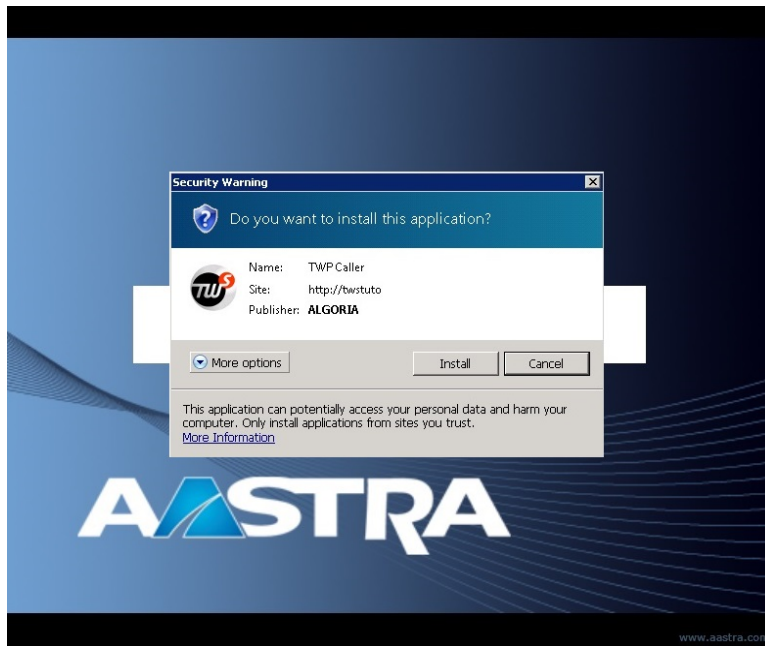 Security Warning
Do you want to install this application?
TWS
Name: TWP Caller
Site: http://twstuto
Publisher: ALGORIA
More options
Install
Cancel
This application can potentially access your personal data and harm your
computer. Only install applications from sites you trust.
More Information
AASTRA
www.aastra.com